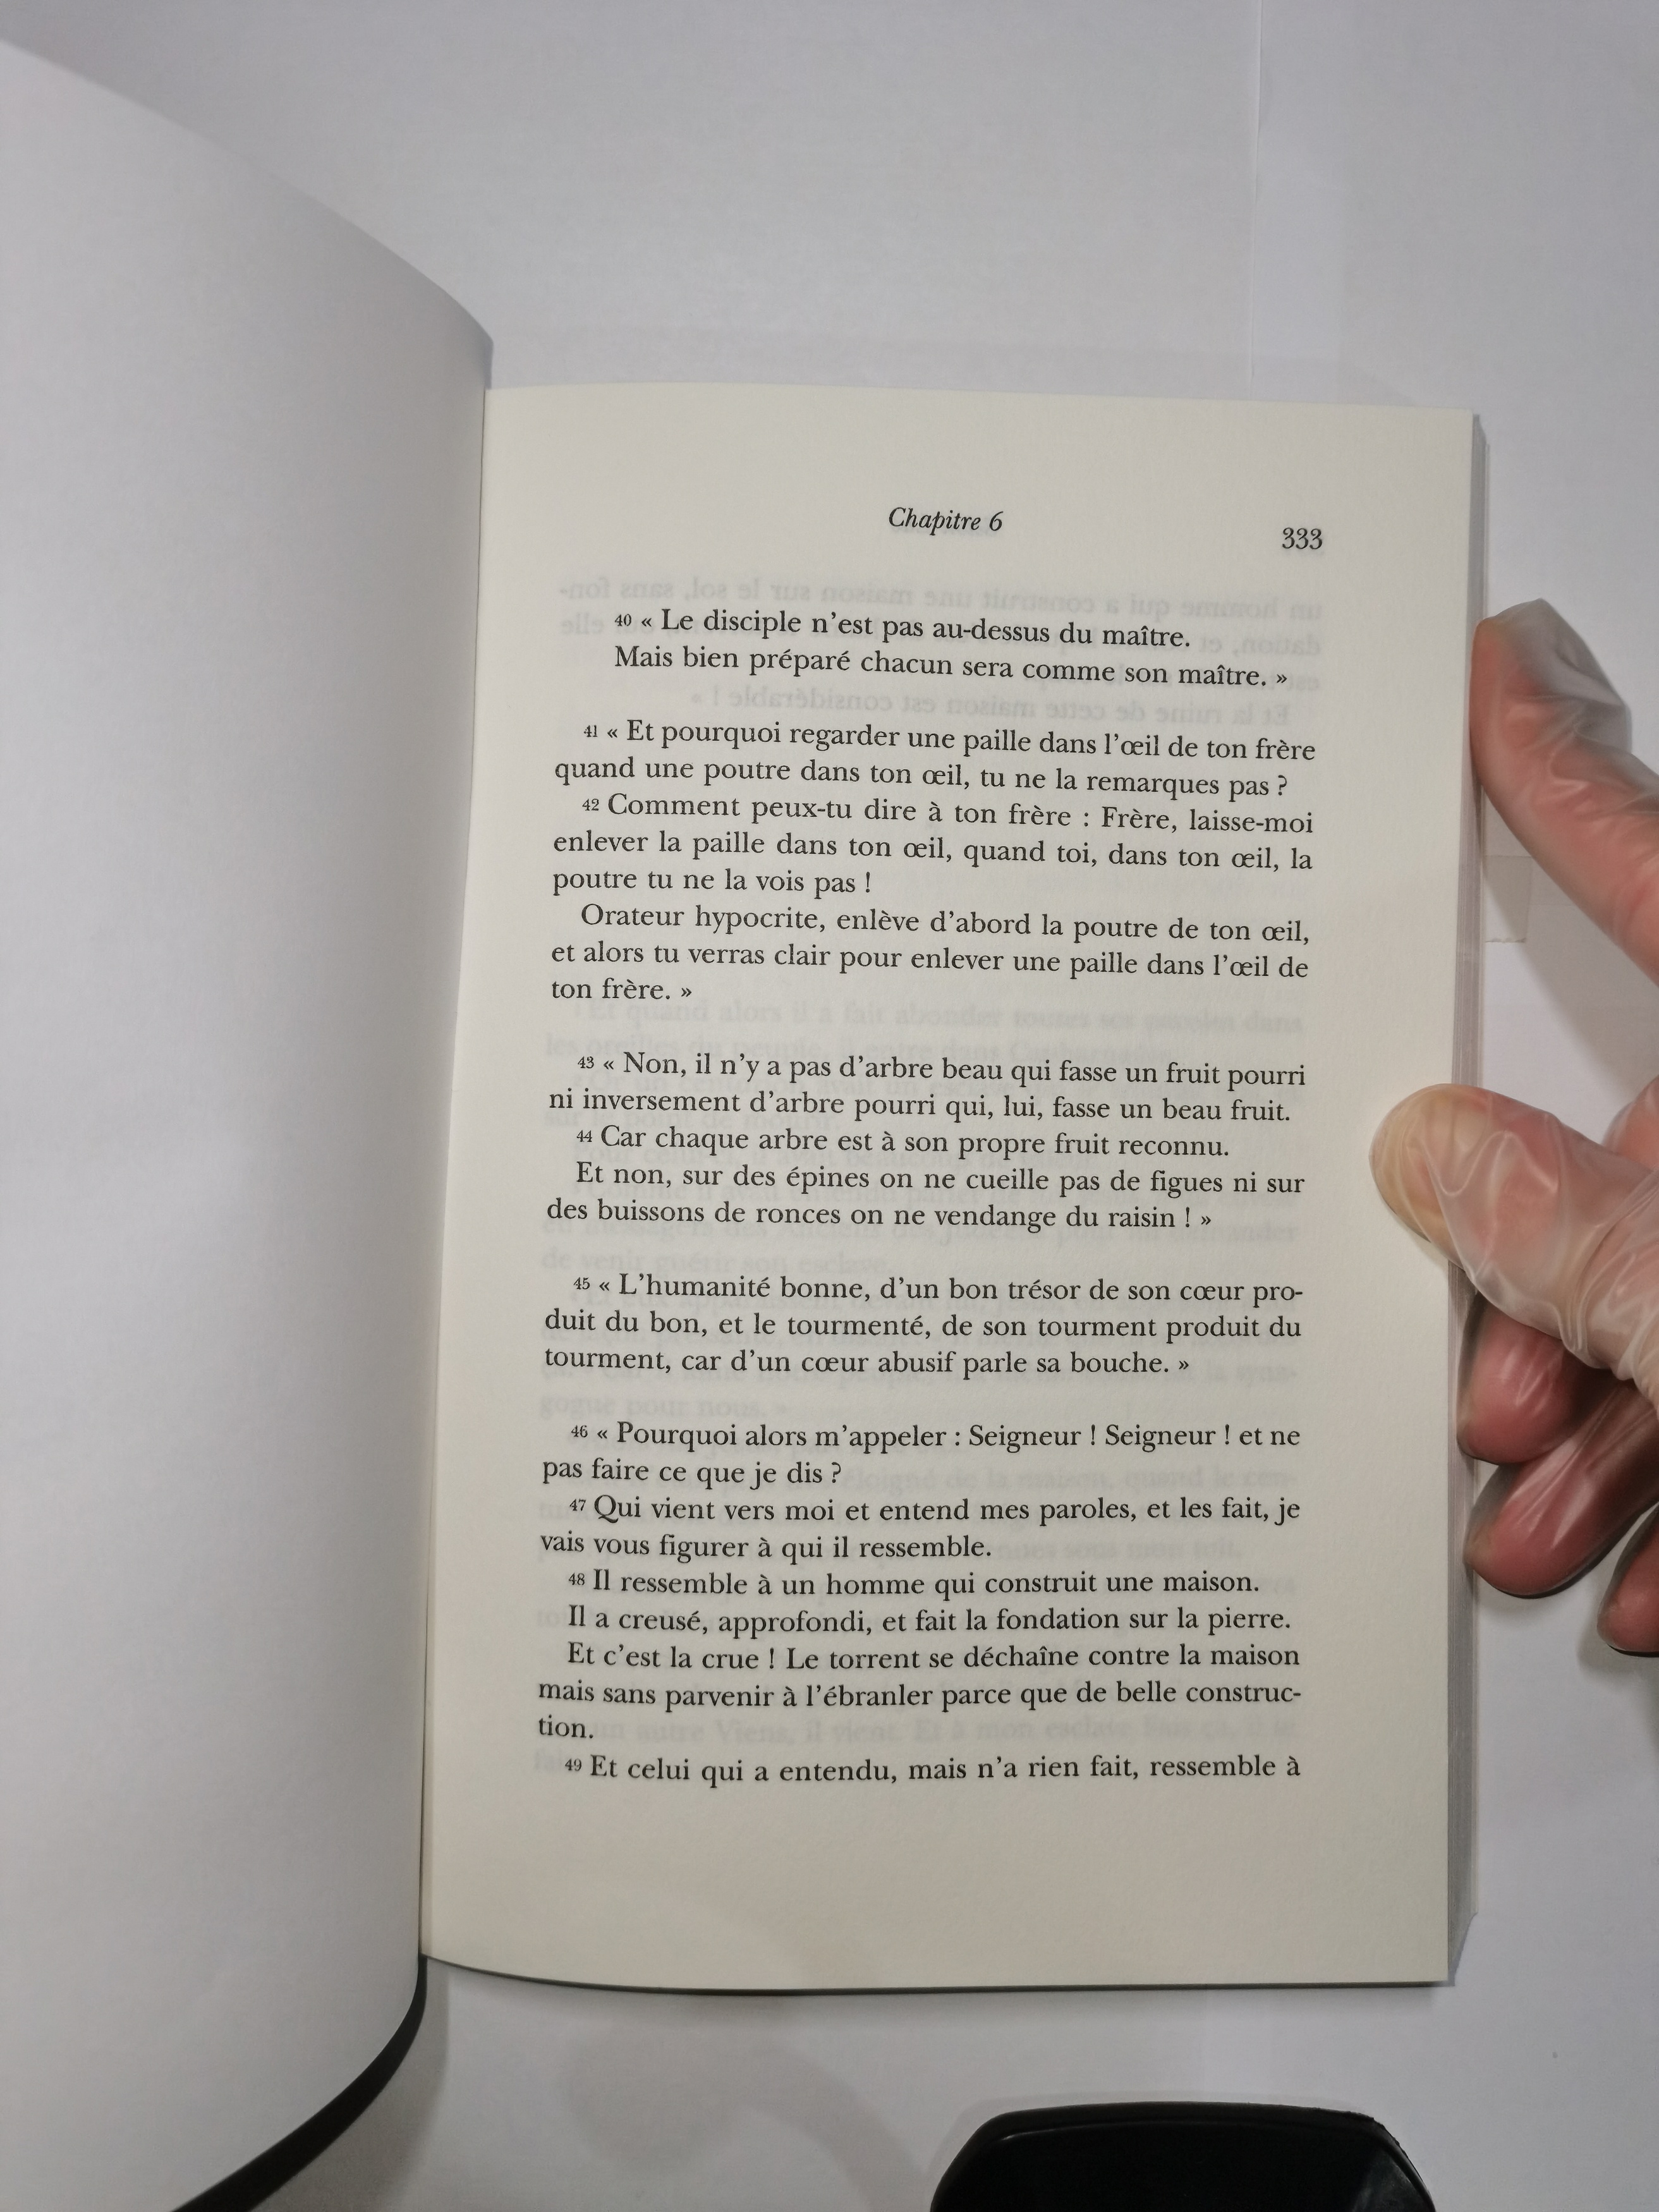 Chapitre 6
333
40 « Le disciple n’est pas au-dessus du maître.
Mais bien préparé chacun sera comme son maître. »
41 « Et pourquoi regarder une paille dans l’œil de ton frère
quand une poutre dans ton œil, tu ne la remarques pas ?
42 Comment peux-tu dire à ton frère : Frère, laisse-moi
enlever la paille dans ton œil, quand toi, dans ton œil, la
poutre tu ne la vois pas !
Orateur hypocrite, enlève d’abord la poutre de ton œil,
et alors tu verras clair pour enlever une paille dans l’œil de
ton frère. »
43 « Non, il n’y a pas d’arbre beau qui fasse un fruit pourri
ni inversement d’arbre pourri qui, lui, fasse un beau fruit.
44 Car chaque arbre est à son propre fruit reconnu.
Et non, sur des épines on ne cueille pas de figues ni sur
des buissons de ronces on ne vendange du raisin ! »
45 « L’humanité bonne, d’un bon trésor de son cœur pro-
duit du bon, et le tourmenté, de son tourment produit du
tourment, car d’un cœur abusif parle sa bouche. »
46 « Pourquoi alors m’appeler : Seigneur ! Seigneur ! et ne
pas faire ce que je dis ?
47 Qui vient vers moi et entend mes paroles, et les fait, je
vais vous figurer à qui il ressemble.
48 Il ressemble à un homme qui construit une maison.
Il a creusé, approfondi, et fait la fondation sur la pierre.
Et c’est la crue ! Le torrent se déchaîne contre la maison
mais sans parvenir à l’ébranler parce que de belle construc-
tion.
49 Et celui qui a entendu, mais n’a rien fait, ressemble à